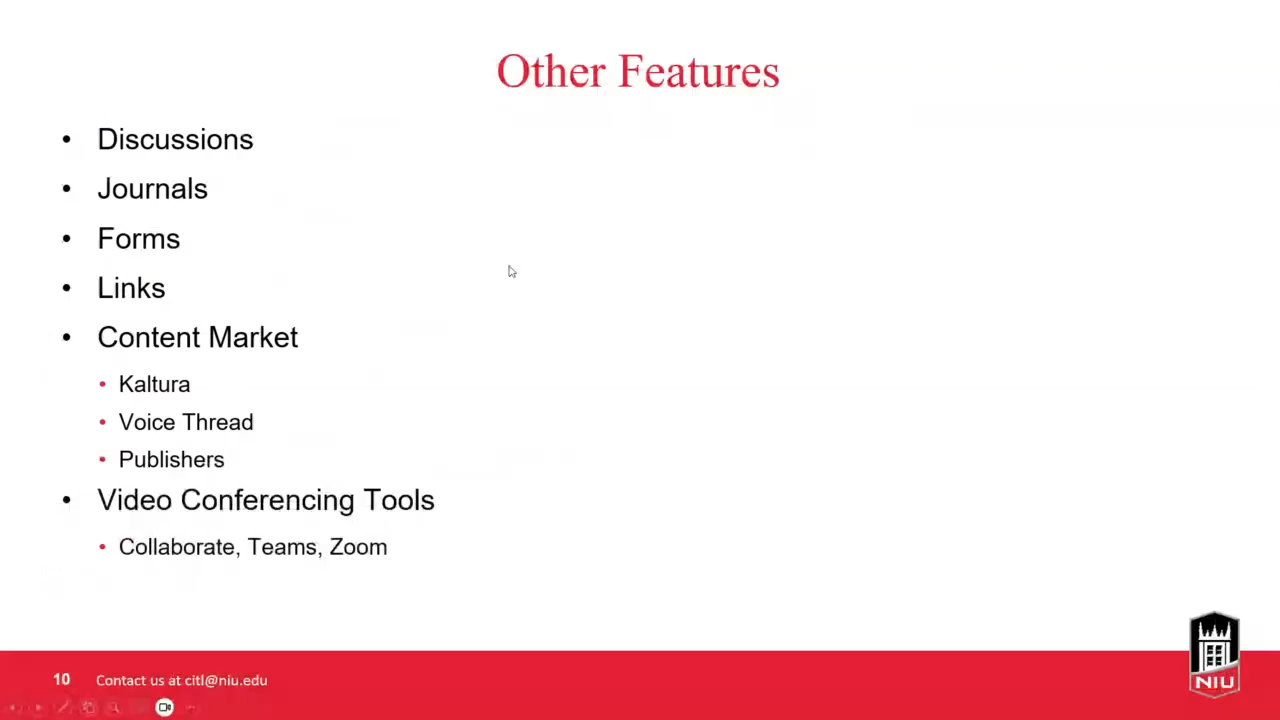 Other Features
• Discussions
• Journals
• Forms
• Links
• Content Market
• Kaltura
• Voice Thread
• Publishers
• Video Conferencing Tools
• Collaborate, Teams, Zoom
10 Contact us at citl@niu.edu
NIU